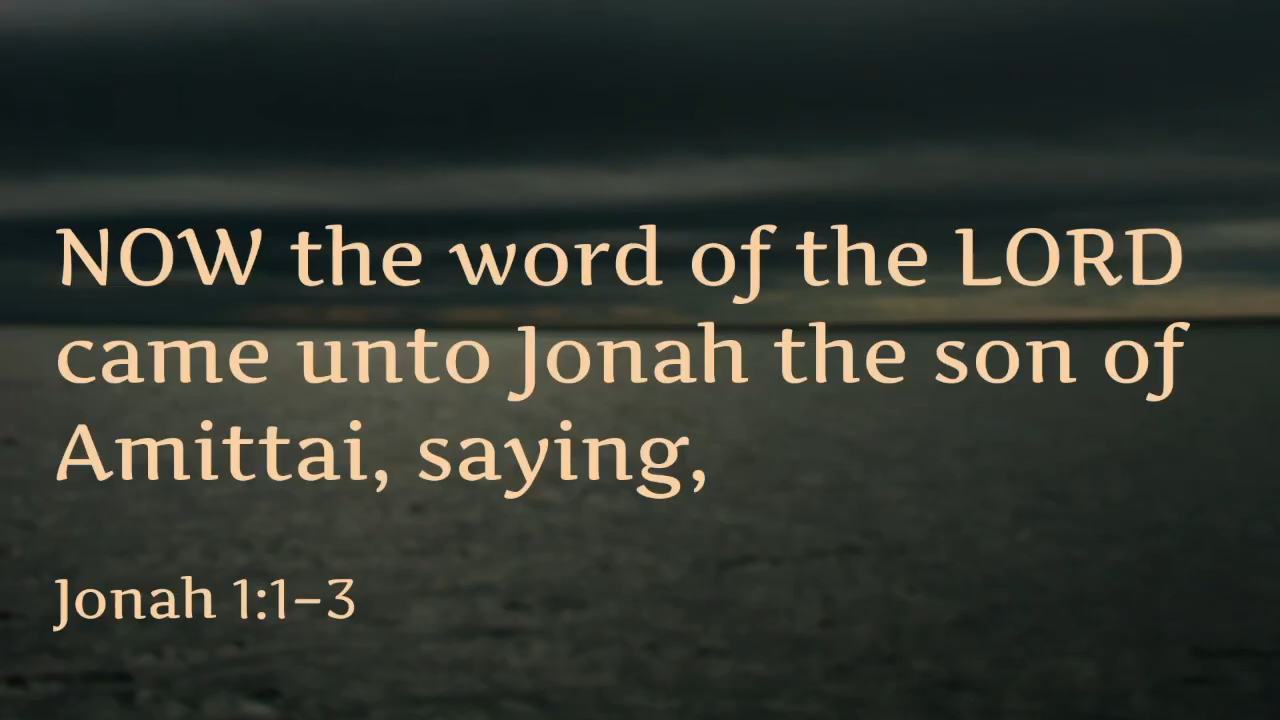 NOW the word of the LORD
came unto Jonah the son of
Amittai, saying,
Jonah 1:1–3